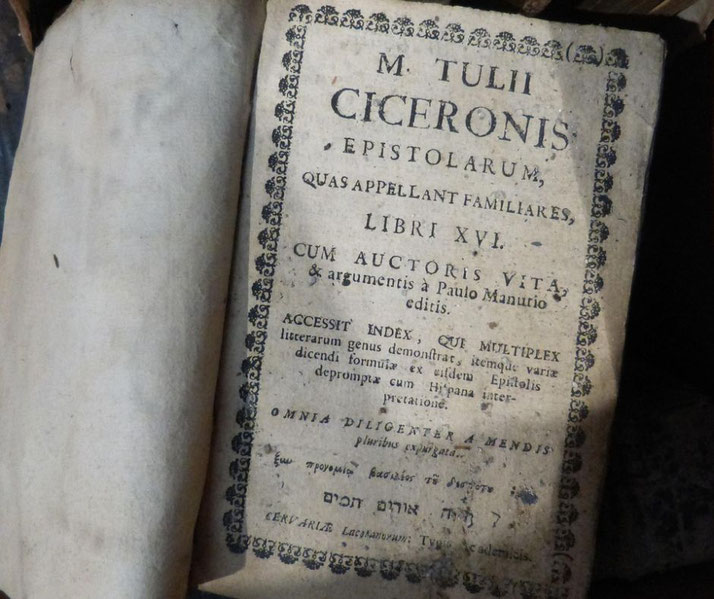 M. TULII
CICERONIS
EPISTOLARUM,
QUAS APPELLANT FAMILIARES,
LIBRI XVI.
CUM AUCTORIS VITA,
& argumentis à Paulo Manutio
editis.
ACCESSIT INDEX, QUI MULTIPLEX
litterarum genus demonſtrat, itemque variæ
dicendi formulæ ex eiſdem Epiſtolis
depromptæ cum Hiſpana inter-
pretatione.
OMNIA DILIGENTER A MENDIS
pluribus expurgata.
προνομίῳ τοῦ
אורים תמים
CERVARIÆ Lacetanorum: Typis Academicis.